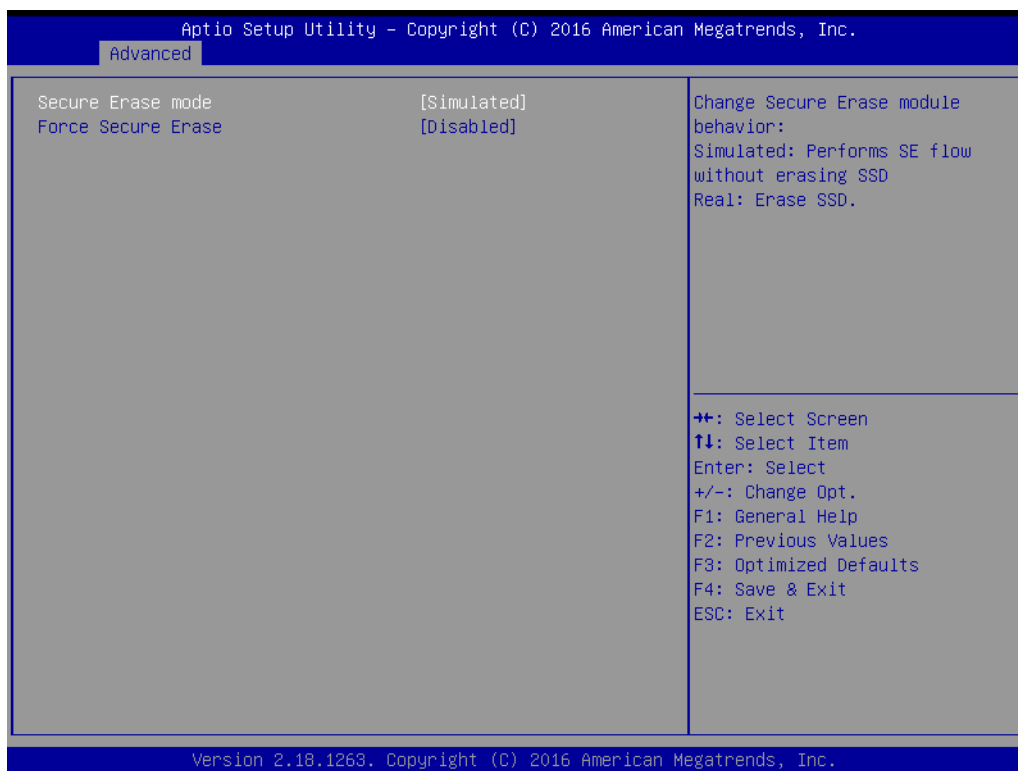 Aptio Setup Utility – Copyright (C) 2016 American Megatrends, Inc.
Advanced
Secure Erase mode [Simulated]
Force Secure Erase [Disabled]
Change Secure Erase module
behavior:
Simulated: Performs SE flow
without erasing SSD
Real: Erase SSD.
→←: Select Screen
↑↓: Select Item
Enter: Select
+/-: Change Opt.
F1: General Help
F2: Previous Values
F3: Optimized Defaults
F4: Save & Exit
ESC: Exit
Version 2.18.1263. Copyright (C) 2016 American Megatrends, Inc.